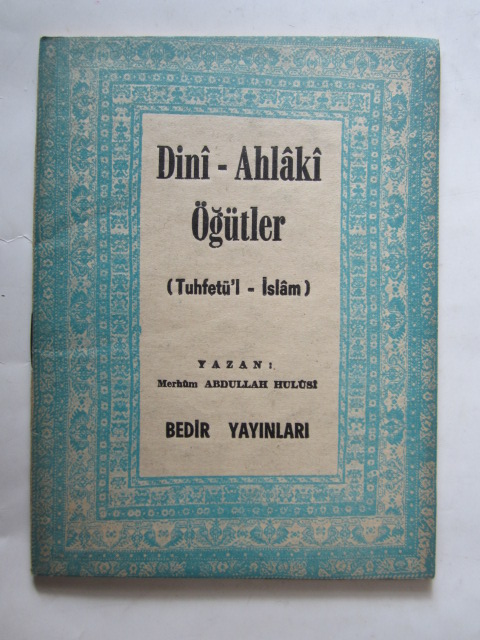 Dinî - Ahlâkî
Öğütler
(Tuhfetü'l - İslâm)
YAZAN:
Merhûm ABDULLAH HULÛSİ
BEDİR YAYINLARI